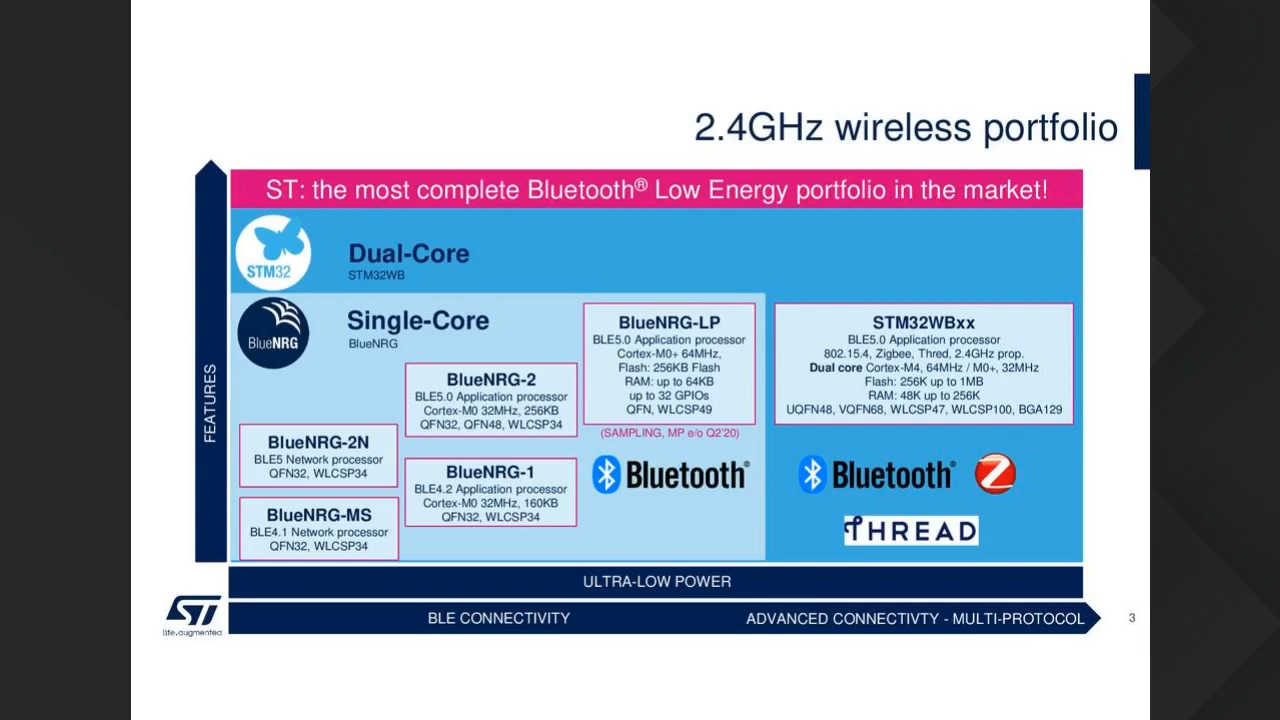 2.4GHz wireless portfolio
ST: the most complete Bluetooth® Low Energy portfolio in the market!
STM32
Dual-Core
STM32WB
BlueNRG
Single-Core
BlueNRG
BlueNRG-LP
BLE5.0 Application processor
Cortex-M0+ 64MHz,
Flash: 256KB Flash
RAM: up to 64KB
up to 32 GPIOs
QFN, WLCSP49
(SAMPLING, MP e/o Q2'20)
Bluetooth®
STM32WBxx
BLE5.0 Application processor
802.15.4, Zigbee, Thred, 2.4GHz prop.
Dual core Cortex-M4, 64MHz / M0+, 32MHz
Flash: 256K up to 1MB
RAM: 48K up to 256K
UQFN48, VQFN68, WLCSP47, WLCSP100, BGA129
Bluetooth®
THREAD
BlueNRG-2
BLE5.0 Application processor
Cortex-M0 32MHz, 256KB
QFN32, QFN48, WLCSP34
BlueNRG-2N
BLE5 Network processor
QFN32, WLCSP34
BlueNRG-1
BLE4.2 Application processor
Cortex-M0 32MHz, 160KB
QFN32, WLCSP34
BlueNRG-MS
BLE4.1 Network processor
QFN32, WLCSP34
FEATURES
ULTRA-LOW POWER
BLE CONNECTIVITY
ADVANCED CONNECTIVTY - MULTI-PROTOCOL
ST
life.augmented
3